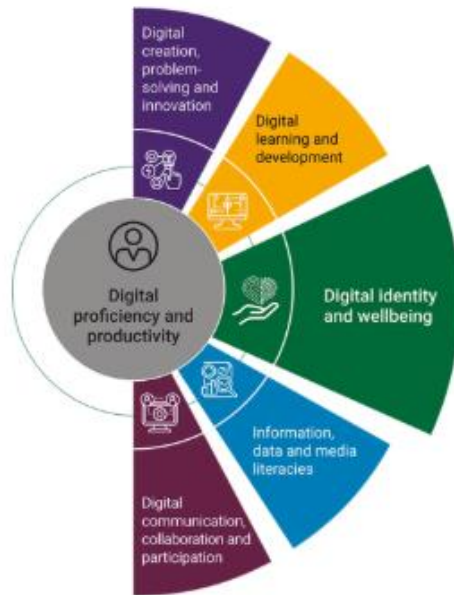 Digital
creation,
problem-
solving and
innovation
Digital
learning and
development
Digital
proficiency and
productivity
Digital identity
and wellbeing
Information,
data and media
literacies
Digital
communication,
collaboration and
participation